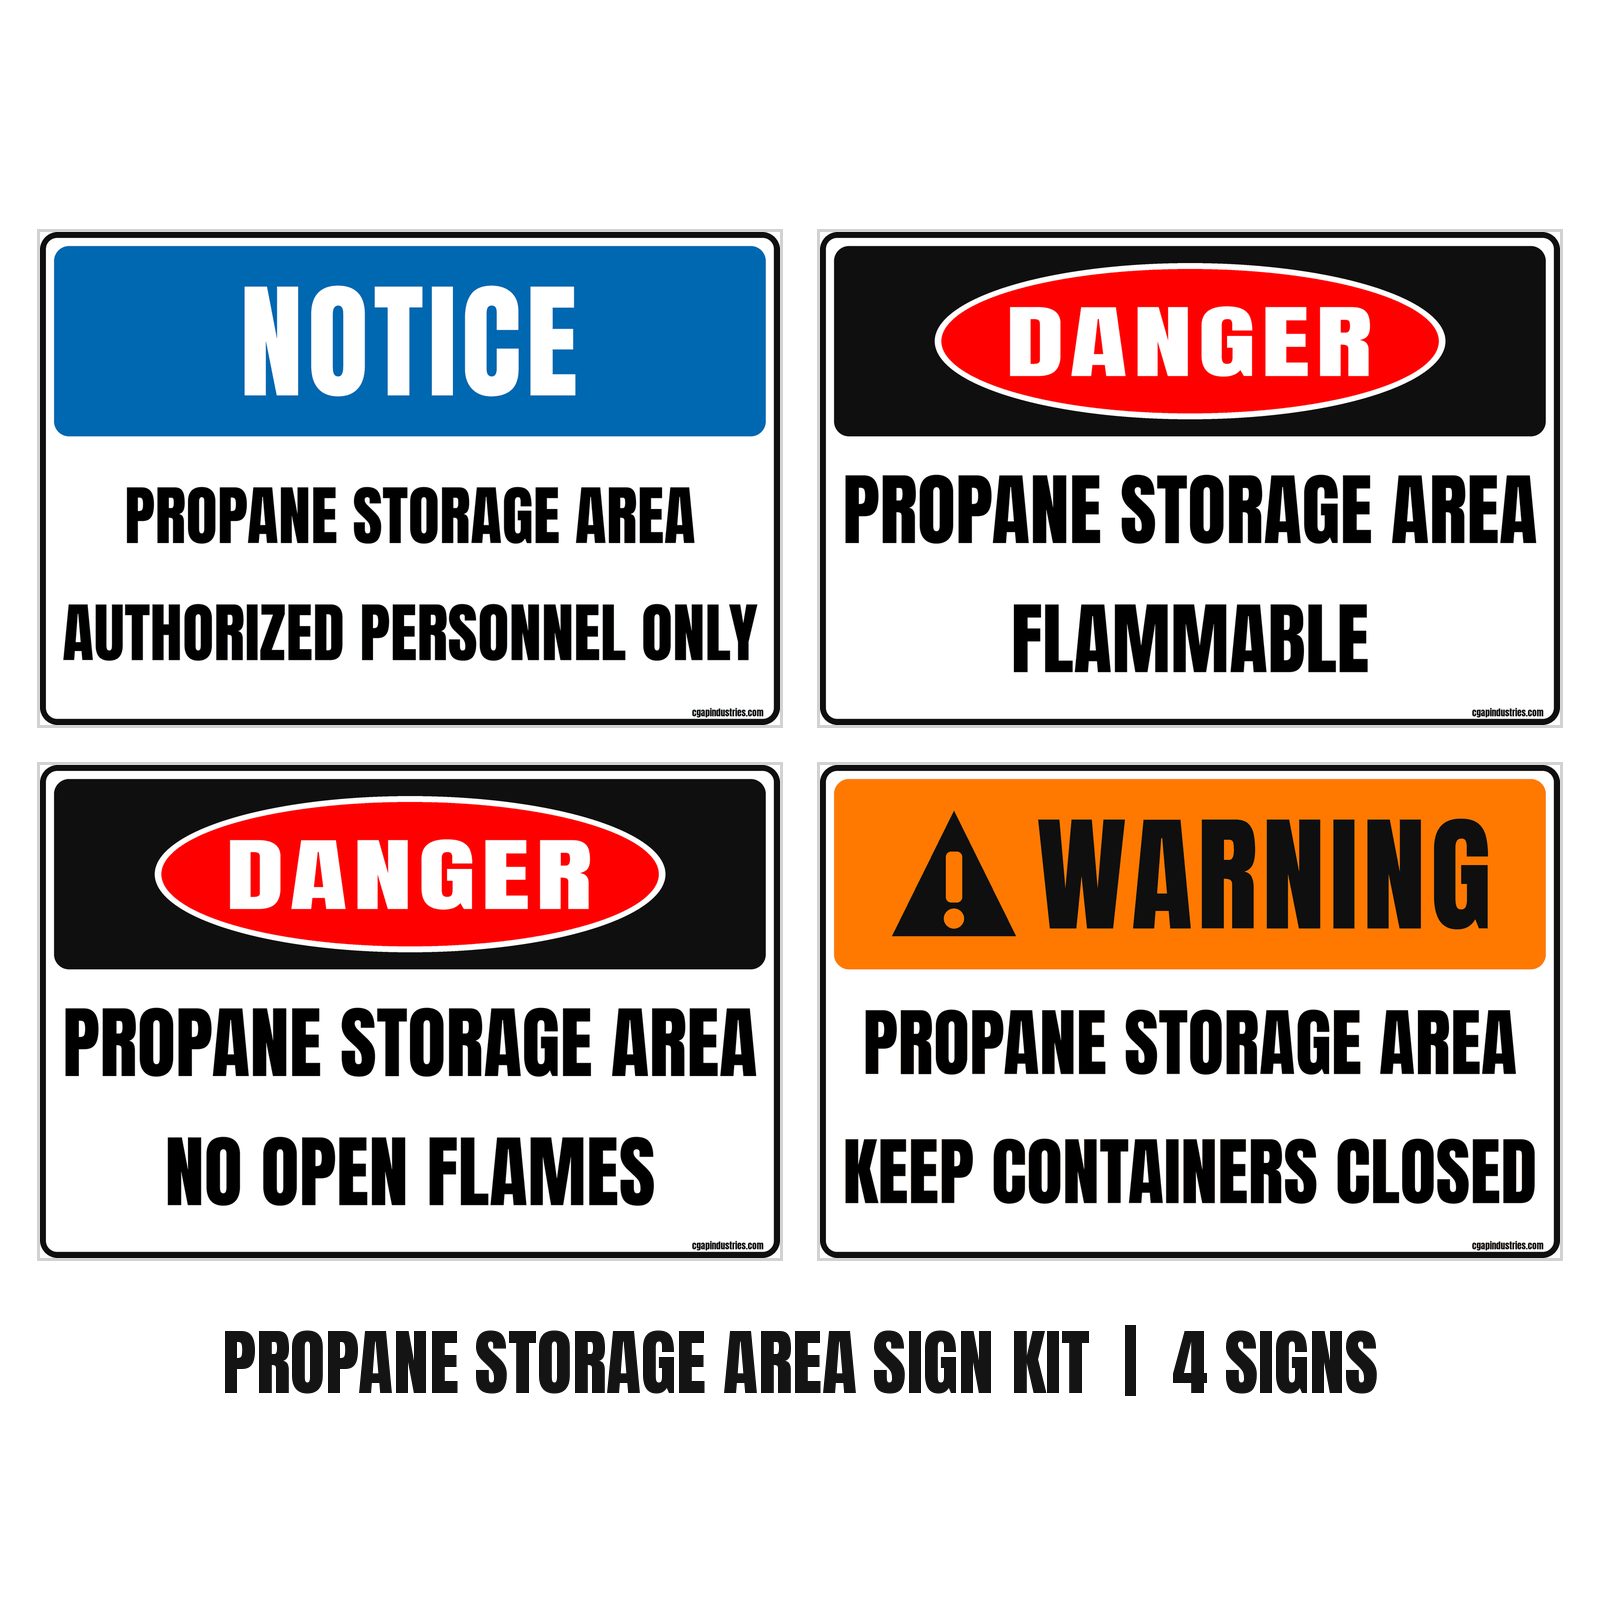 NOTICE
PROPANE STORAGE AREA
AUTHORIZED PERSONNEL ONLY
cgapindustries.com
DANGER
PROPANE STORAGE AREA
FLAMMABLE
cgapindustries.com
DANGER
PROPANE STORAGE AREA
NO OPEN FLAMES
cgapindustries.com
WARNING
PROPANE STORAGE AREA
KEEP CONTAINERS CLOSED
cgapindustries.com
PROPANE STORAGE AREA SIGN KIT | 4 SIGNS